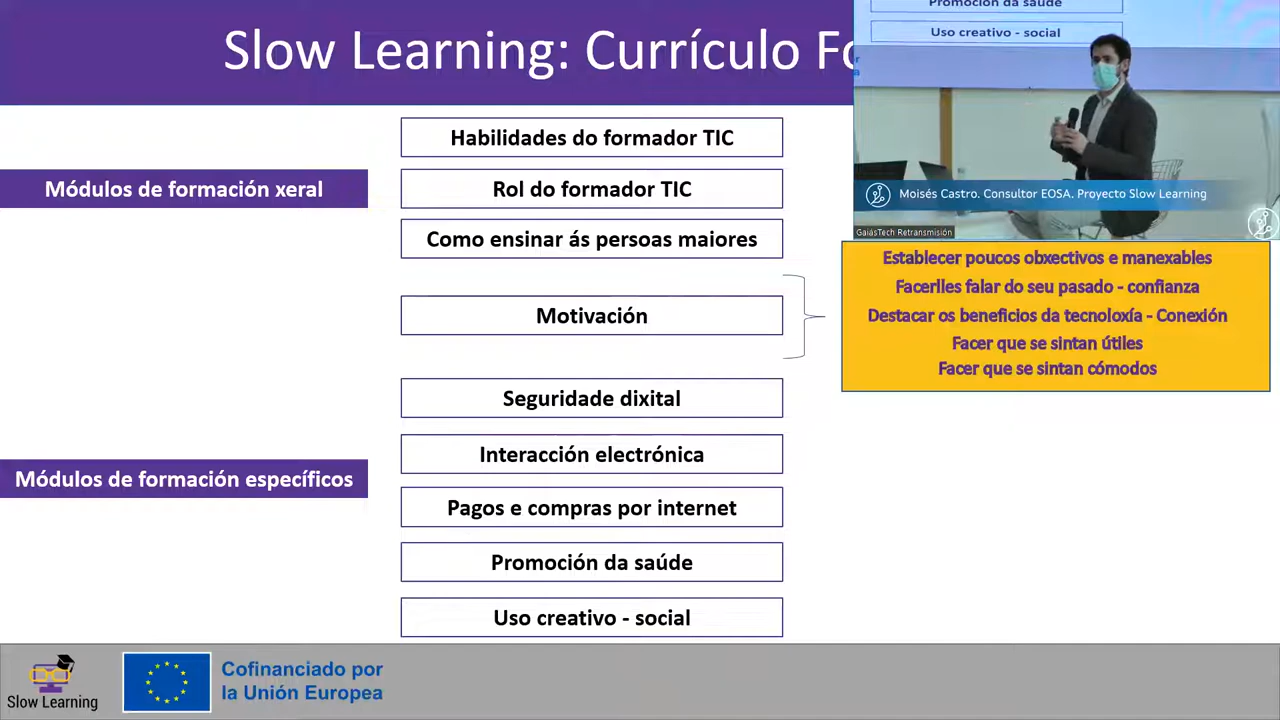 Slow Learning: Currículo Fo
Promoción da saúde
Uso creativo - social
Moisés Castro. Consultor EOSA. Proyecto Slow Learning
GaiásTech Retransmisión
Módulos de formación xeral
Habilidades do formador TIC
Rol do formador TIC
Como ensinar ás persoas maiores
Motivación
Establecer poucos obxectivos e manexables
Facerlles falar do seu pasado - confianza
Destacar os beneficios da tecnoloxía - Conexión
Facer que se sintan útiles
Facer que se sintan cómodos
Módulos de formación específicos
Seguridade dixital
Interacción electrónica
Pagos e compras por internet
Promoción da saúde
Uso creativo - social
Slow Learning
Cofinanciado por
la Unión Europea